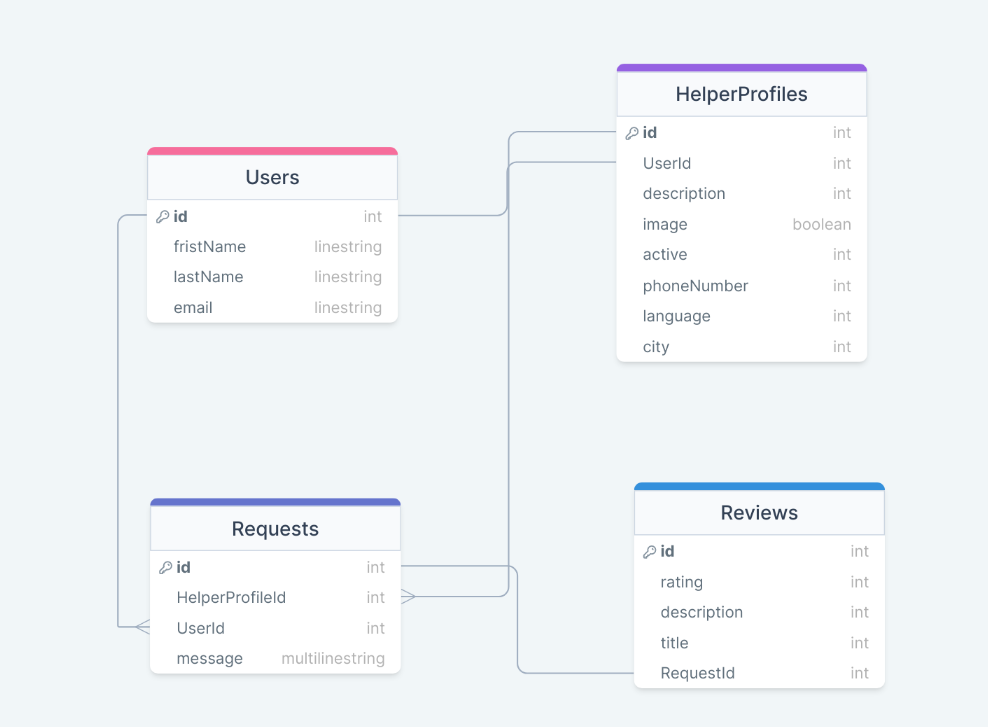 Users
id int
fristName linestring
lastName linestring
email linestring
HelperProfiles
id int
UserId int
description int
image boolean
active int
phoneNumber int
language int
city int
Requests
id int
HelperProfileId int
UserId int
message multilinestring
Reviews
id int
rating int
description int
title int
RequestId int